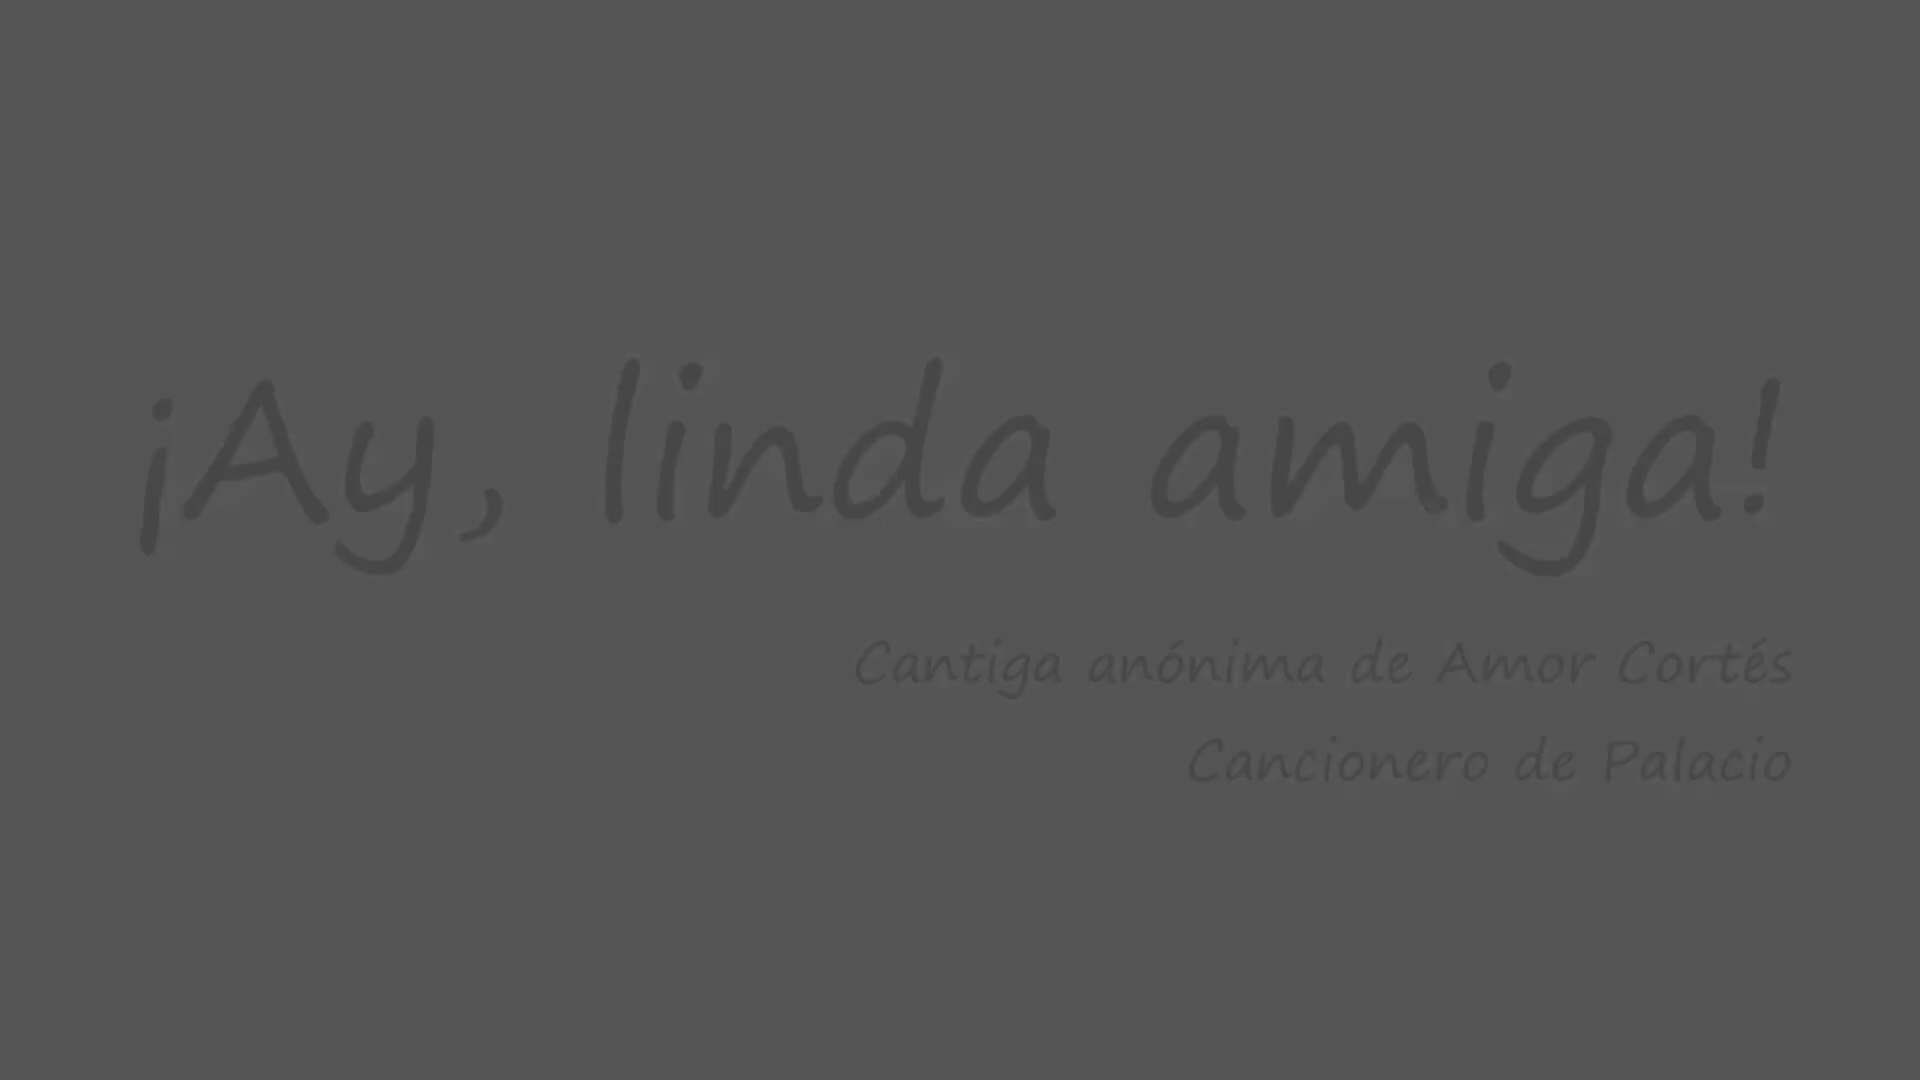 ¡Ay, linda amiga!
Cantiga anónima de Amor Cortés
Cancionero de Palacio